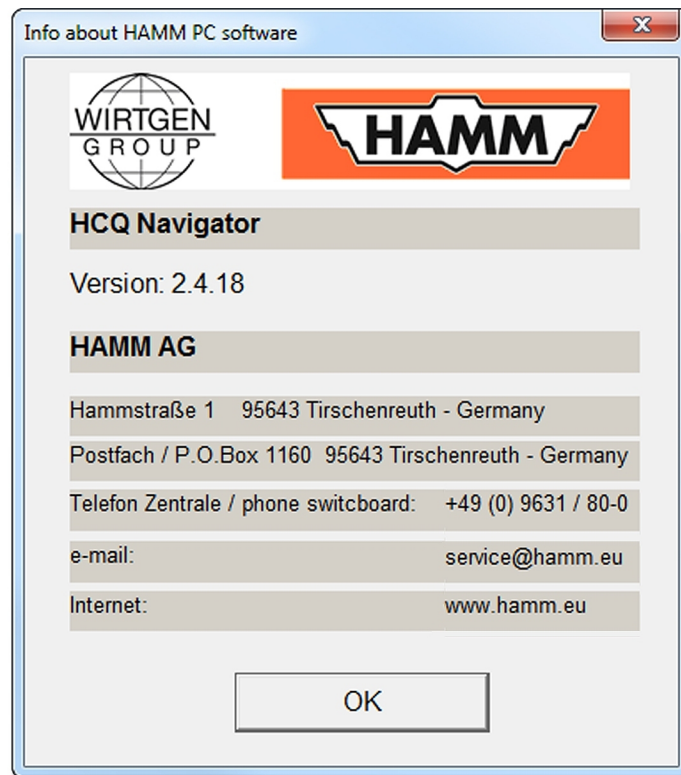 Info about HAMM PC software
WIRTGEN
GROUP
HAMM
HCQ Navigator
Version: 2.4.18
HAMM AG
Hammstraße 1 95643 Tirschenreuth - Germany
Postfach / P.O.Box 1160 95643 Tirschenreuth - Germany
Telefon Zentrale / phone switcboard: +49 (0) 9631 / 80-0
e-mail: service@hamm.eu
Internet: www.hamm.eu
OK